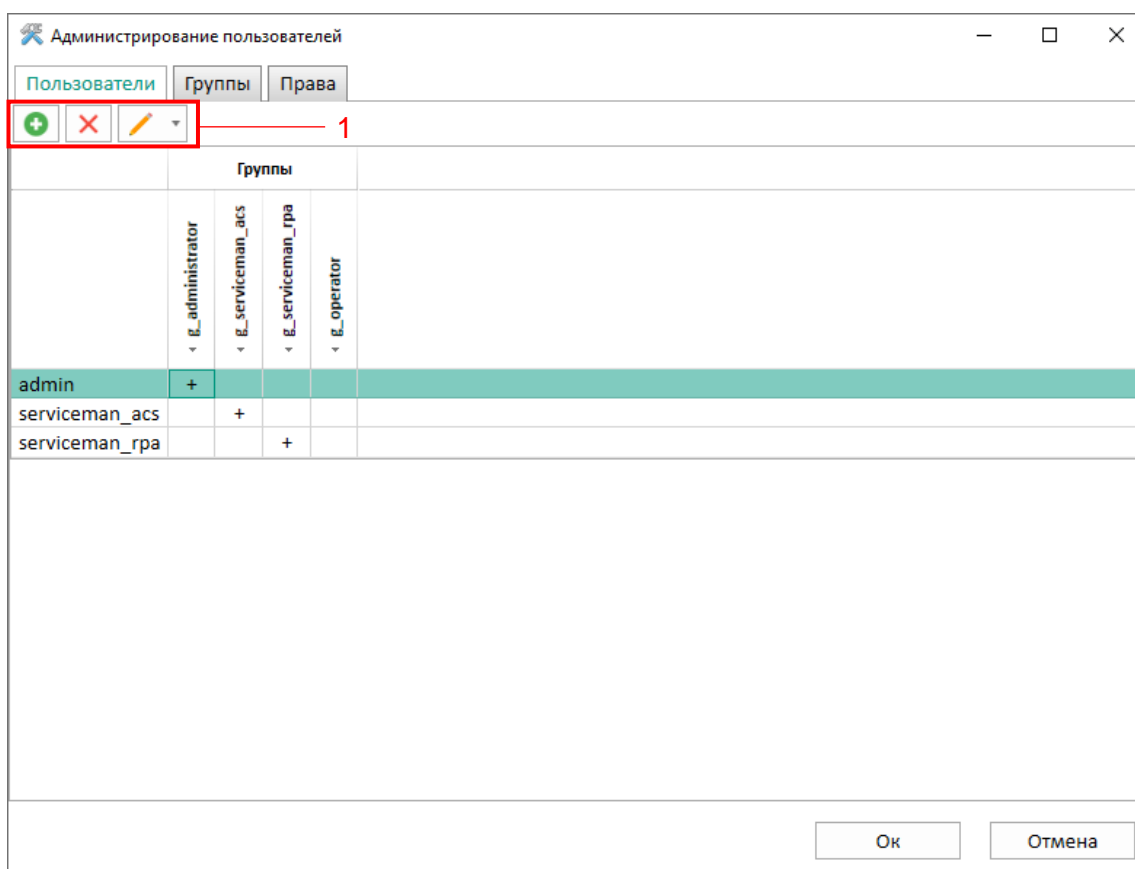 Администрирование пользователей
Пользователи Группы Права
1
Группы
g_administrator g_serviceman_acs g_serviceman_rpa g_operator
admin +
serviceman_acs +
serviceman_rpa +
Ок Отмена